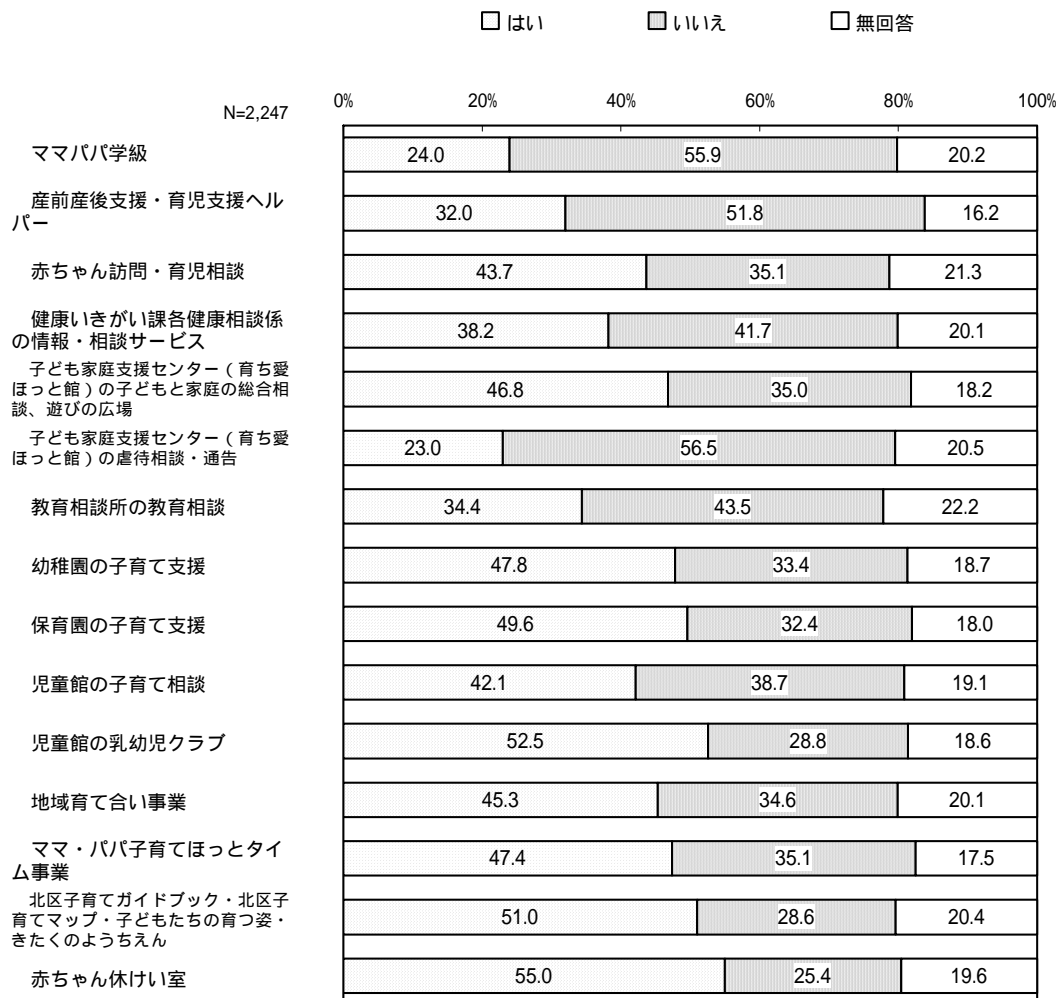 はい いいえ 無回答
N=2,247
0% 20% 40% 60% 80% 100%
ママパパ学級 24.0 55.9 20.2
産前産後支援・育児支援ヘル
パー
32.0 51.8 16.2
赤ちゃん訪問・育児相談 43.7 35.1 21.3
健康いきがい課各健康相談係
の情報・相談サービス
38.2 41.7 20.1
子ども家庭支援センター(育ち愛
ほっと館)の子どもと家庭の総合相
談、遊びの広場
46.8 35.0 18.2
子ども家庭支援センター(育ち愛
ほっと館)の虐待相談・通告
23.0 56.5 20.5
教育相談所の教育相談 34.4 43.5 22.2
幼稚園の子育て支援 47.8 33.4 18.7
保育園の子育て支援 49.6 32.4 18.0
児童館の子育て相談 42.1 38.7 19.1
児童館の乳幼児クラブ 52.5 28.8 18.6
地域育て合い事業 45.3 34.6 20.1
ママ・パパ子育てほっとタイ
ム事業
47.4 35.1 17.5
北区子育てガイドブック・北区子
育てマップ・子どもたちの育つ姿・
きたくのようちえん
51.0 28.6 20.4
赤ちゃん休けい室 55.0 25.4 19.6